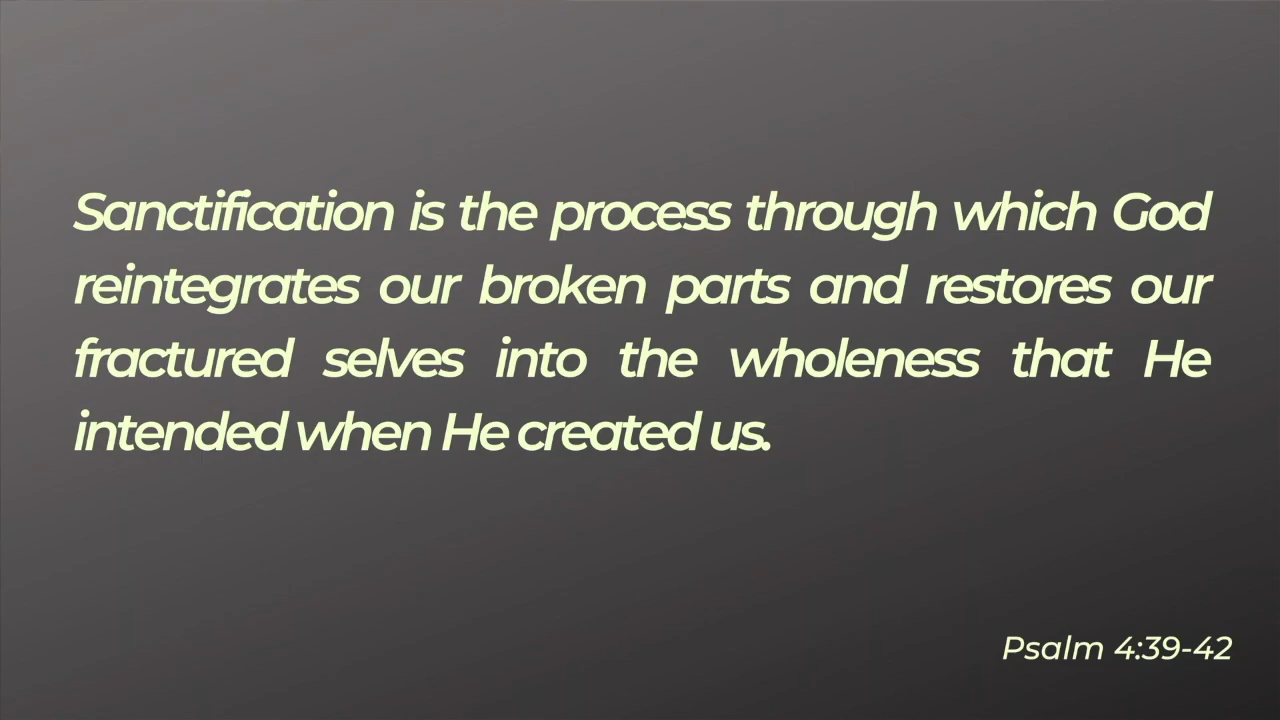 Sanctification is the process through which God
reintegrates our broken parts and restores our
fractured selves into the wholeness that He
intended when He created us.
Psalm 4:39-42